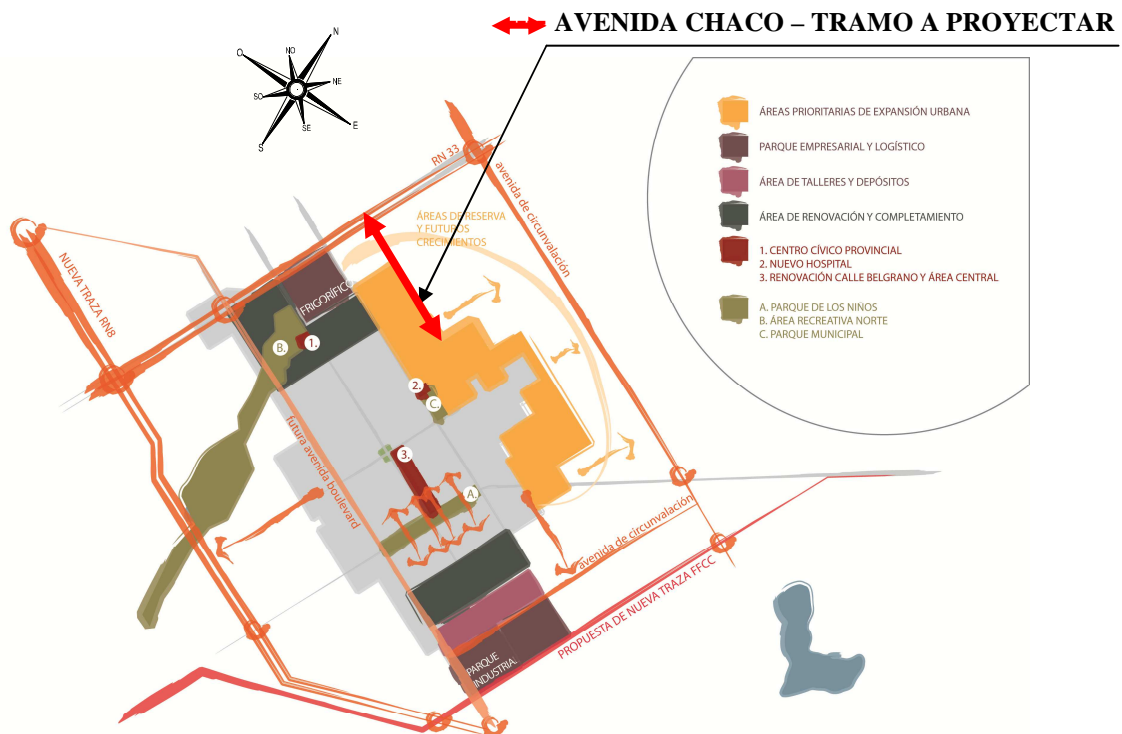 AVENIDA CHACO – TRAMO A PROYECTAR
N
NO
O
NE
SO
E
SE
S
ÁREAS PRIORITARIAS DE EXPANSIÓN URBANA
PARQUE EMPRESARIAL Y LOGÍSTICO
ÁREA DE TALLERES Y DEPÓSITOS
ÁREA DE RENOVACIÓN Y COMPLETAMIENTO
1. CENTRO CÍVICO PROVINCIAL
2. NUEVO HOSPITAL
3. RENOVACIÓN CALLE BELGRANO Y ÁREA CENTRAL
A. PARQUE DE LOS NIÑOS
B. ÁREA RECREATIVA NORTE
C. PARQUE MUNICIPAL
RN 33
avenida de circunvalación
ÁREAS DE RESERVA
Y FUTUROS
CRECIMIENTOS
NUEVA TRAZA RN8
FRIGORÍFICO
B.
1.
2.
C.
futura avenida boulevard
3.
A.
avenida de circunvalación
PROPUESTA DE NUEVA TRAZA FFCC
PARQUE
INDUSTRIAL